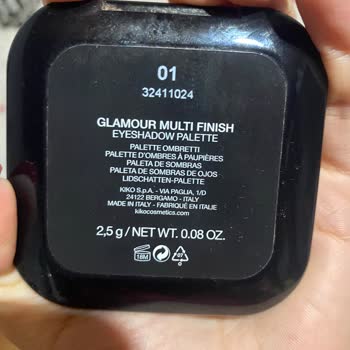 01
32411024
GLAMOUR MULTI FINISH
EYESHADOW PALETTE
PALETTE OMBRETTI
PALETTE D'OMBRES À PAUPIÈRES
PALETA DE SOMBRAS
PALETA DE SOMBRAS DE OJOS
LIDSCHATTEN-PALETTE
KIKO S.p.A. - VIA PAGLIA, 1/D
24122 BERGAMO - ITALY
MADE IN ITALY - FABRIQUÉ EN ITALIE
kikocosmetics.com
2,5 g / NET WT. 0.08 OZ.
18M